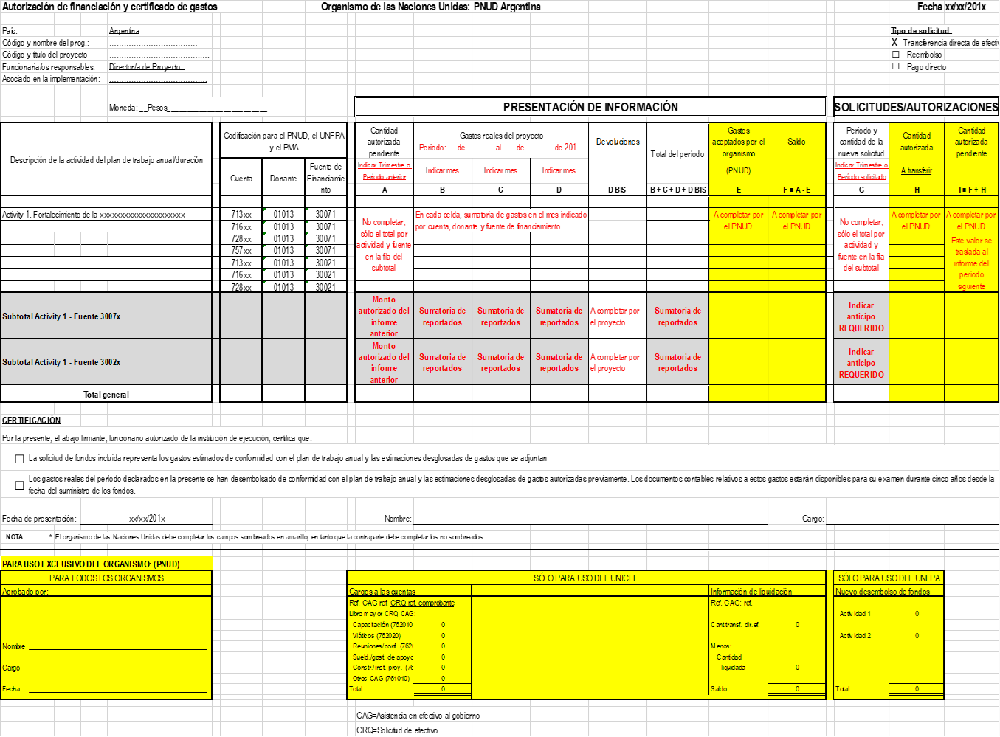 Autorización de financiación y certificado de gastos Organismo de las Naciones Unidas: PNUD Argentina Fecha xx/xx/201x
País: Argentina Tipo de solicitud:
Código y nombre del prog.: X Transferencia directa de efectiv
Código y título del proyecto ☐ Reembolso
Funcionaria/os responsables: Director/a de Proyecto: ☐ Pago directo
Asociado en la implementación:
Moneda: __Pesos________________________ PRESENTACIÓN DE INFORMACIÓN SOLICITUDES/AUTORIZACIONES
Descripción de la actividad del plan de trabajo anual/duración
Codificación para el PNUD, el UNFPA
y el PMA
Cuenta
Donante
Fuente de
Financiamie
nto
Cantidad
autorizada
pendiente
Indicar Trimestre o
Período anterior
A
Gastos reales del proyecto
Período: ... de ........... al ..... de ........... de 201...
Indicar mes Indicar mes Indicar mes
B C D
Devoluciones
D BIS
Total del período
B + C + D + D BIS
Gastos
aceptados por el
organismo
(PNUD)
E
Saldo
F = A - E
Período y
cantidad de la
nueva solicitud
Indicar Trimestre o
Período solicitado
G
Cantidad
autorizada
A transferir
H
Cantidad
autorizada
pendiente
I = F + H
Activity 1. Fortalecimiento de la xxxxxxxxxxxxxxxxxxxxx 713xx 01013 30071
716xx 01013 30071
728xx 01013 30071
757xx 01013 30071
713xx 01013 30021
716xx 01013 30021
728xx 01013 30021
No completar,
sólo el total por
actividad y fuente
en la fila del
subtotal
En cada celda, sumatoria de gastos en el mes indicado
por cuenta, donante y fuente de financiamiento
A completar por
el PNUD
A completar por
el PNUD
No completar,
sólo el total por
actividad y
fuente en la fila
del subtotal
A completar por
el PNUD
A completar por
el PNUD
Este valor se
traslada al
informe del
período
siguiente
Subtotal Activity 1 - Fuente 3007x
Monto
autorizado del
informe
anterior
Sumatoria de
reportados
Sumatoria de
reportados
Sumatoria de
reportados
A completar por
el proyecto
Sumatoria de
reportados
Indicar
anticipo
REQUERIDO
Subtotal Activity 1 - Fuente 3002x
Monto
autorizado del
informe
anterior
Sumatoria de
reportados
Sumatoria de
reportados
Sumatoria de
reportados
A completar por
el proyecto
Sumatoria de
reportados
Indicar
anticipo
REQUERIDO
Total general
CERTIFICACIÓN
Por la presente, el abajo firmante, funcionario autorizado de la institución de ejecución, certifica que:
☐ La solicitud de fondos incluida representa los gastos estimados de conformidad con el plan de trabajo anual y las estimaciones desglosadas de gastos que se adjuntan
☐ Los gastos reales del período declarados en la presente se han desembolsado de conformidad con el plan de trabajo anual y las estimaciones desglosadas de gastos autorizadas previamente. Los documentos contables relativos a estos gastos estarán disponibles para su examen durante cinco años desde la
fecha del suministro de los fondos.
Fecha de presentación: xx/xx/201x Nombre: Cargo:
NOTA: * El organismo de las Naciones Unidas debe completar los campos sombreados en amarillo, en tanto que la contraparte debe completar los no sombreados.
PARA USO EXCLUSIVO DEL ORGANISMO: (PNUD)
PARA TODOS LOS ORGANISMOS
Aprobado por:
Nombre
Cargo
Fecha
SÓLO PARA USO DEL UNICEF
Cargos a las cuentas
Ref. CAG ref. CRQ ref. comprobante
Libro mayor CRQ CAG:
Capacitación (762010 0
Viáticos (762020) 0
Reuniones/conf. (762( 0
Sueld./gast. de apoyo 0
Constr./inst. proy. (76 0
Otros CAG (761010) 0
Total 0
Información de liquidación
Ref. CAG: ref.
Cant.transf. dir.ef. 0
Menos:
Cantidad
liquidada 0
Saldo 0
SÓLO PARA USO DEL UNFPA
Nuevo desembolso de fondos
Actividad 1 0
Actividad 2 0
Total 0
CAG=Asistencia en efectivo al gobierno
CRQ=Solicitud de efectivo